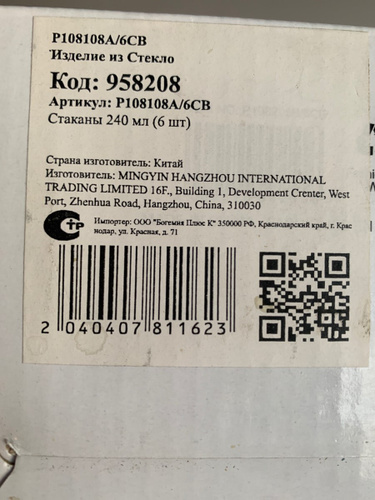 P108108A/6CB
Изделие из Стекло
Код: 958208
Артикул: P108108A/6CB
Стаканы 240 мл (6 шт)
Страна изготовитель: Китай
Изготовитель: MINGYIN HANGZHOU INTERNATIONAL
TRADING LIMITED 16F., Building 1, Development Crenter, West
Port, Zhenhua Road, Hangzhou, China, 310030
Импортер: ООО "Богемия Плюс К" 350000 РФ, Краснодарский край, г. Крас
нодар, ул. Красная, д. 71
СТР
2 040407 811623